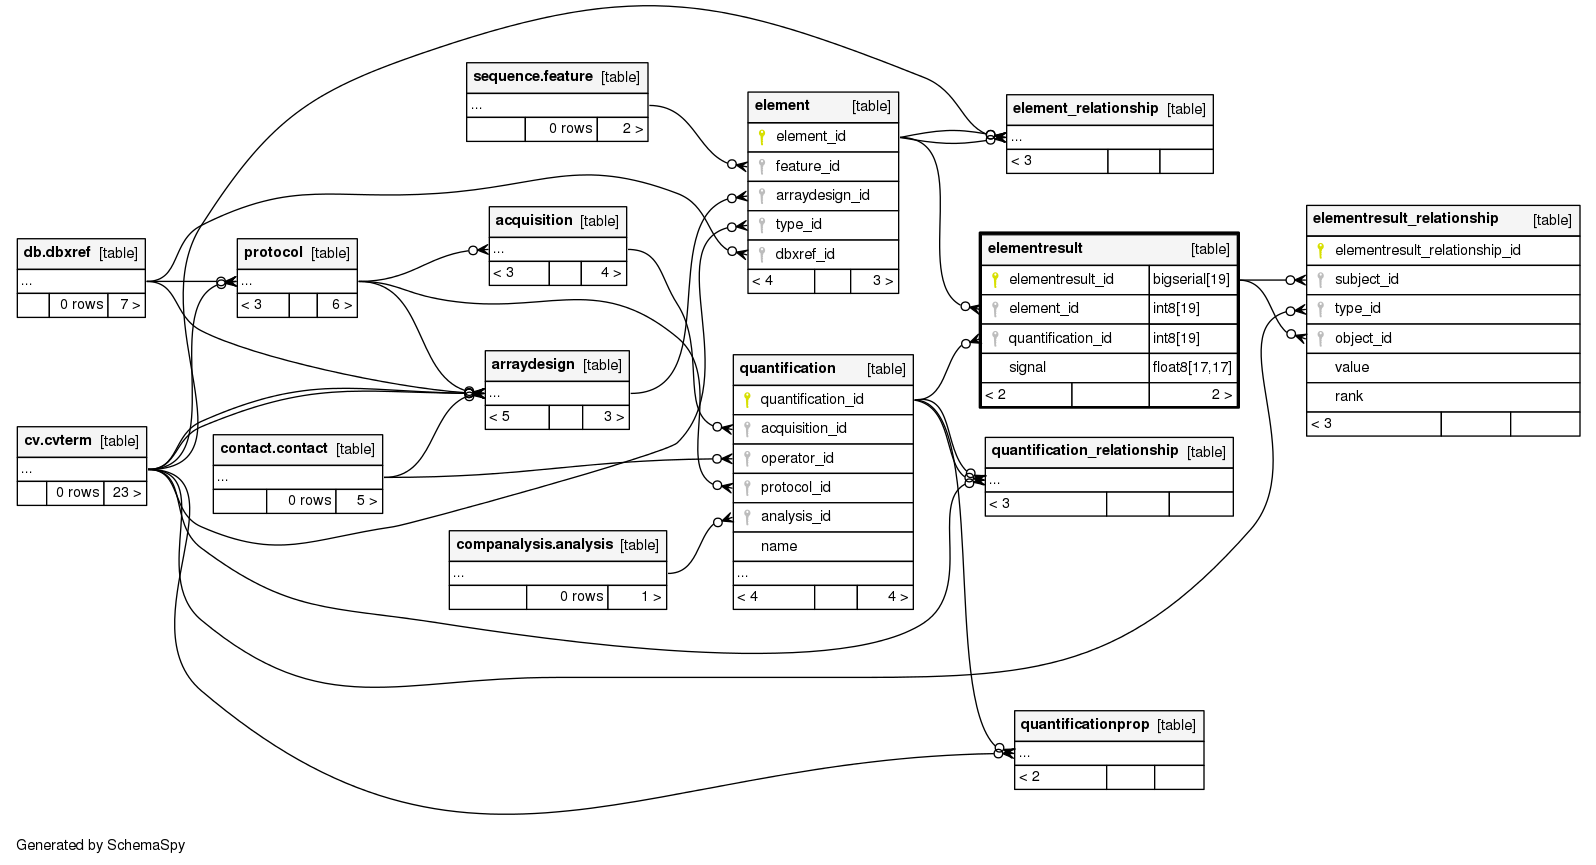 sequence.feature [table]
...
0 rows 2 >
element [table]
element_id
feature_id
arraydesign_id
type_id
dbxref_id
< 4 3 >
element_relationship [table]
...
< 3
acquisition [table]
...
< 3 4 >
db.dbxref [table]
...
0 rows 7 >
protocol [table]
...
< 3 6 >
elementresult [table]
elementresult_id bigserial[19]
element_id int8[19]
quantification_id int8[19]
signal float8[17,17]
< 2 2 >
elementresult_relationship [table]
elementresult_relationship_id
subject_id
type_id
object_id
value
rank
< 3
arraydesign [table]
...
< 5 3 >
quantification [table]
quantification_id
acquisition_id
operator_id
protocol_id
analysis_id
name
...
< 4 4 >
cv.cvterm [table]
...
0 rows 23 >
contact.contact [table]
...
0 rows 5 >
quantification_relationship [table]
...
< 3
companalysis.analysis [table]
...
0 rows 1 >
quantificationprop [table]
...
< 2
Generated by SchemaSpy